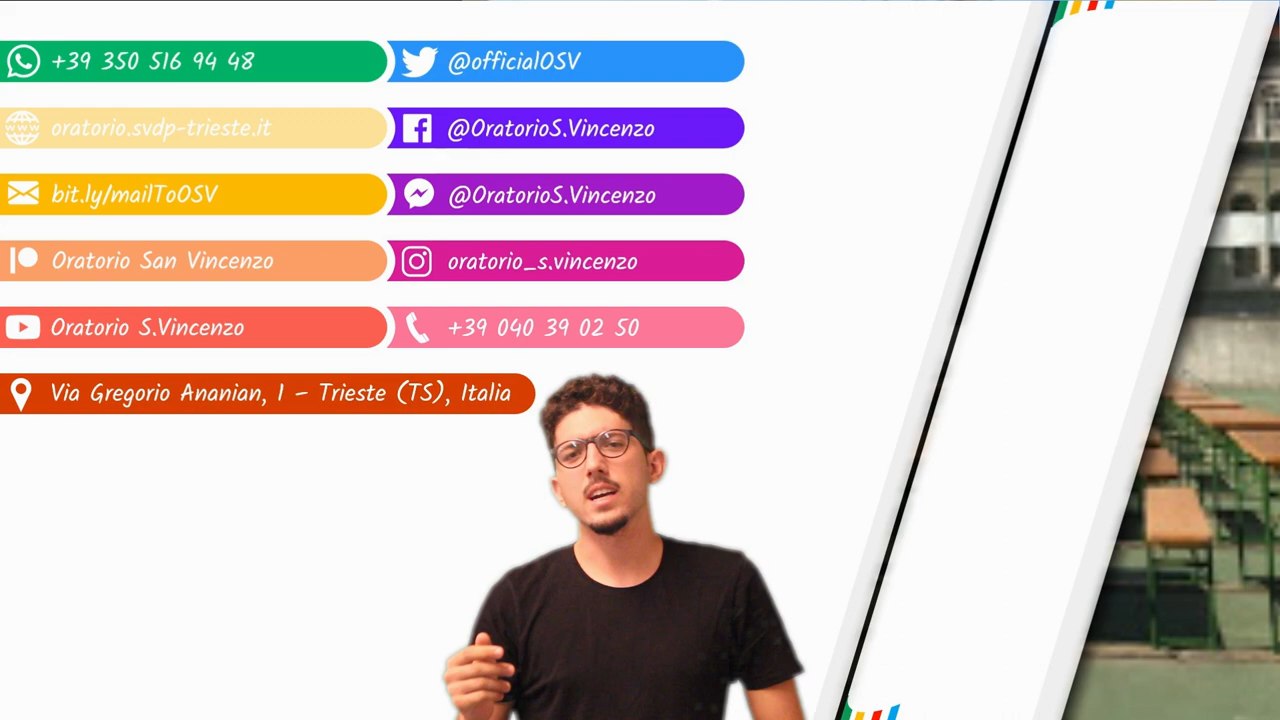 +39 350 516 94 48
@officialOSV
www
oratorio.svdp-trieste.it
@OratorioS.Vincenzo
bit.ly/mailToOSV
@OratorioS.Vincenzo
Oratorio San Vincenzo
oratorio_s.vincenzo
Oratorio S.Vincenzo
+39 040 39 02 50
Via Gregorio Ananian, 1 - Trieste (TS), Italia